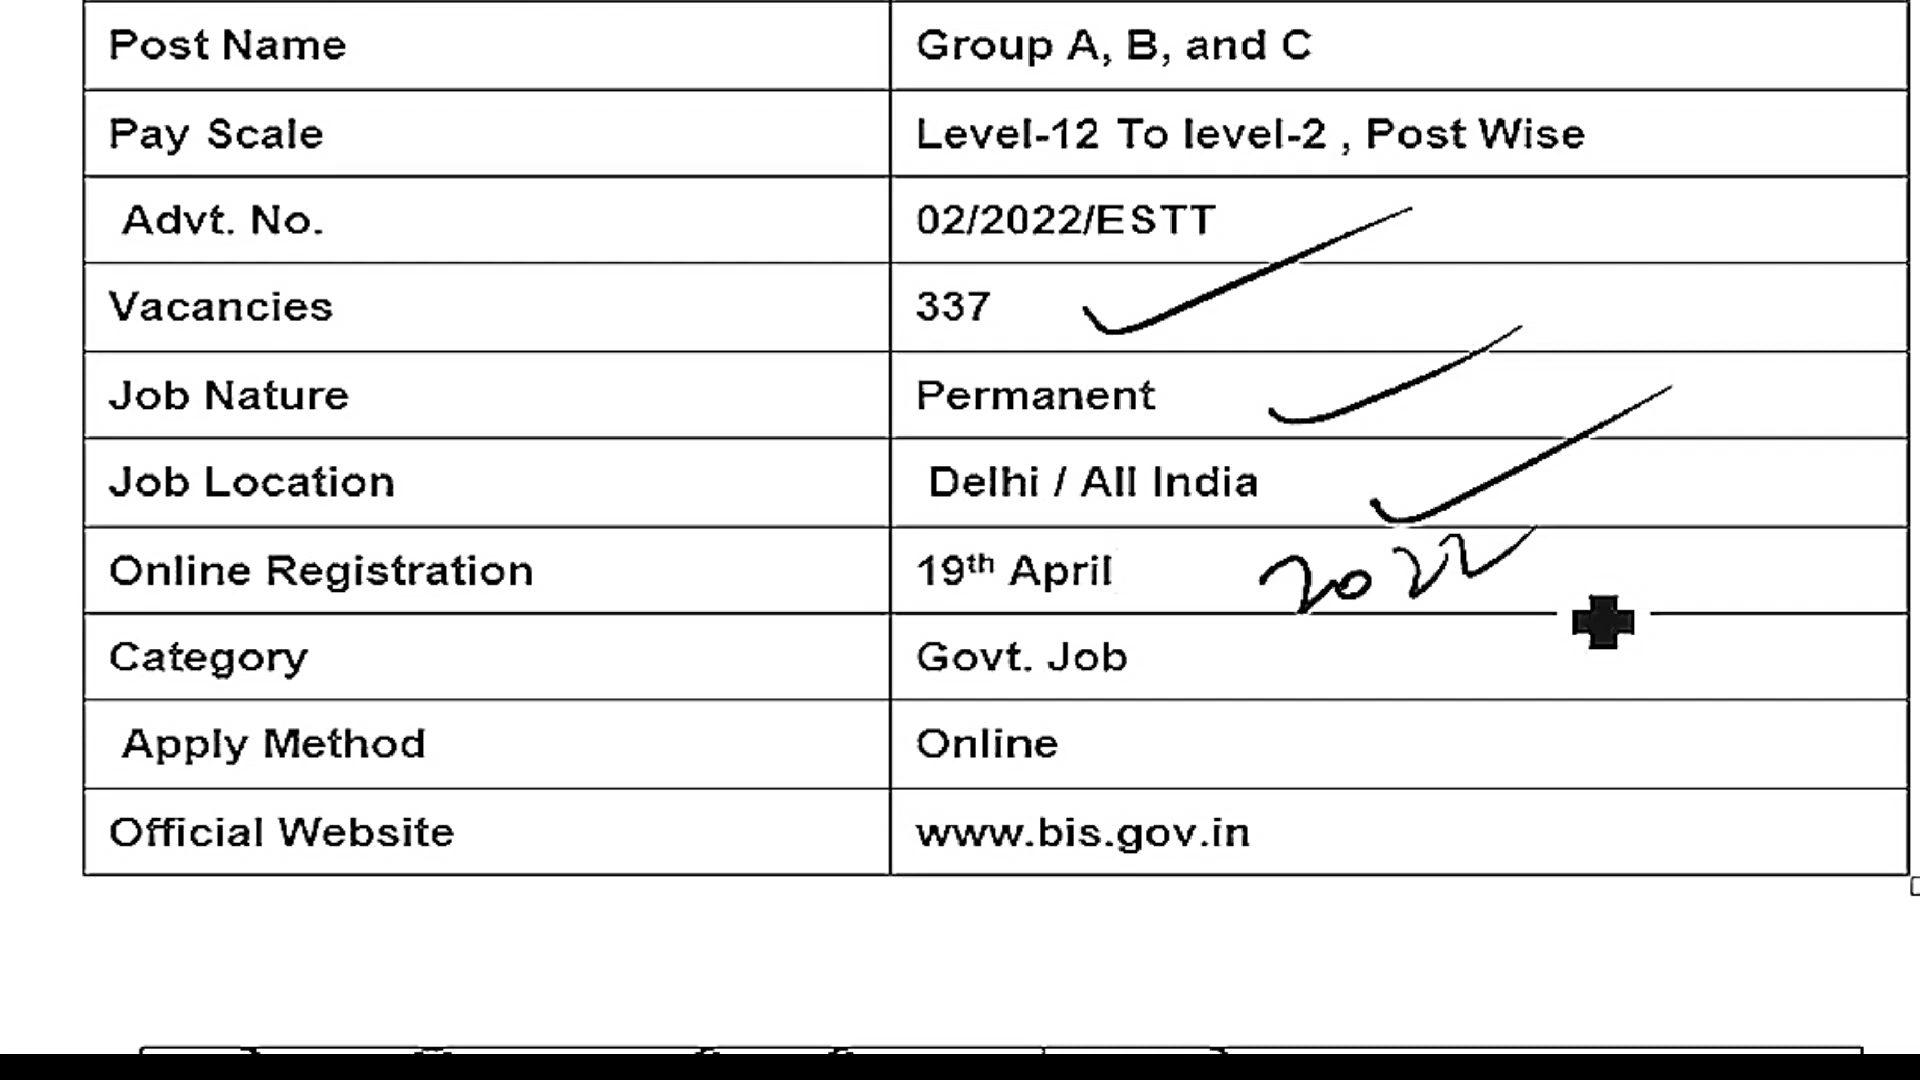 Post Name Group A, B, and C
Pay Scale Level-12 To level-2 , Post Wise
Advt. No. 02/2022/ESTT
Vacancies 337
Job Nature Permanent
Job Location Delhi / All India
Online Registration 19th April 2022
Category Govt. Job
Apply Method Online
Official Website www.bis.gov.in